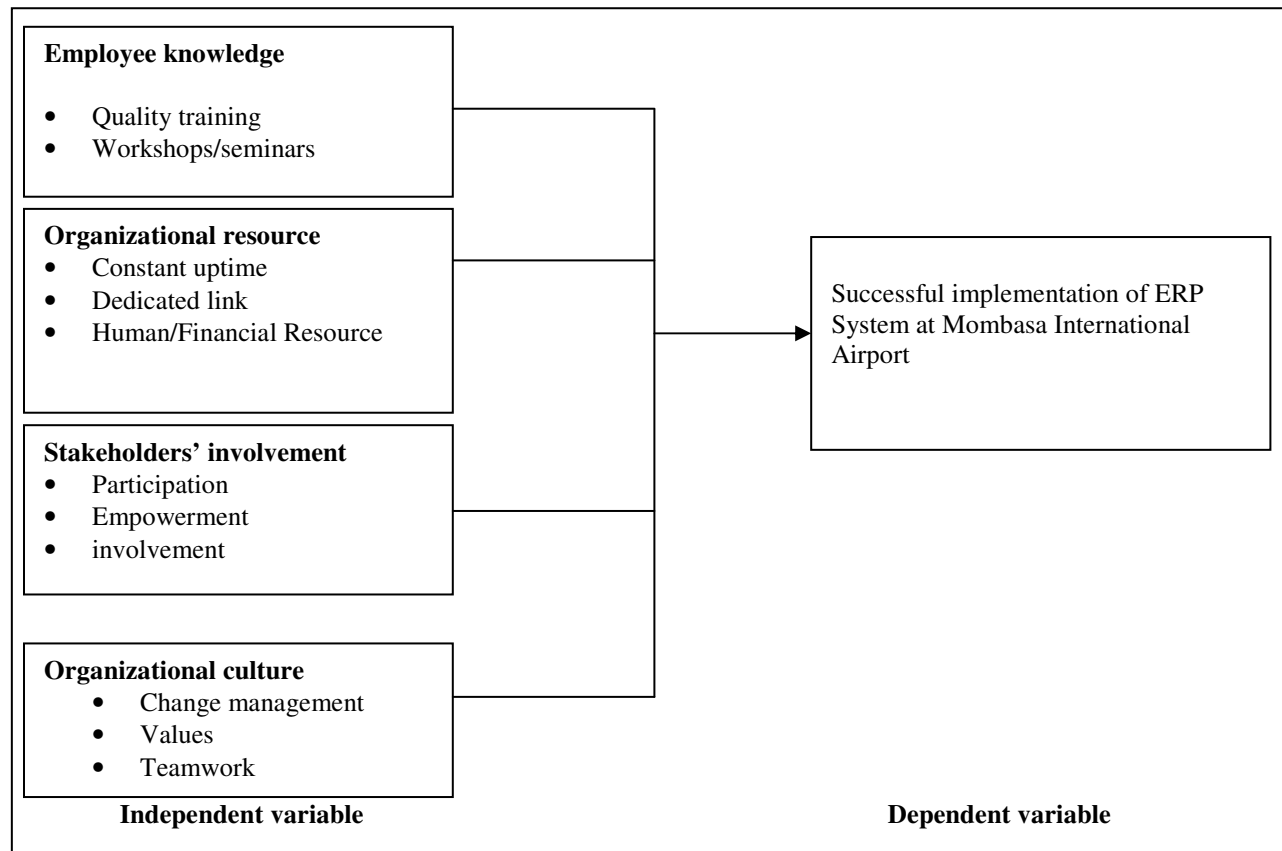 Employee knowledge
• Quality training
• Workshops/seminars
Organizational resource
• Constant uptime
• Dedicated link
• Human/Financial Resource
Stakeholders’ involvement
• Participation
• Empowerment
• involvement
Organizational culture
• Change management
• Values
• Teamwork
Independent variable
Successful implementation of ERP
System at Mombasa International
Airport
Dependent variable